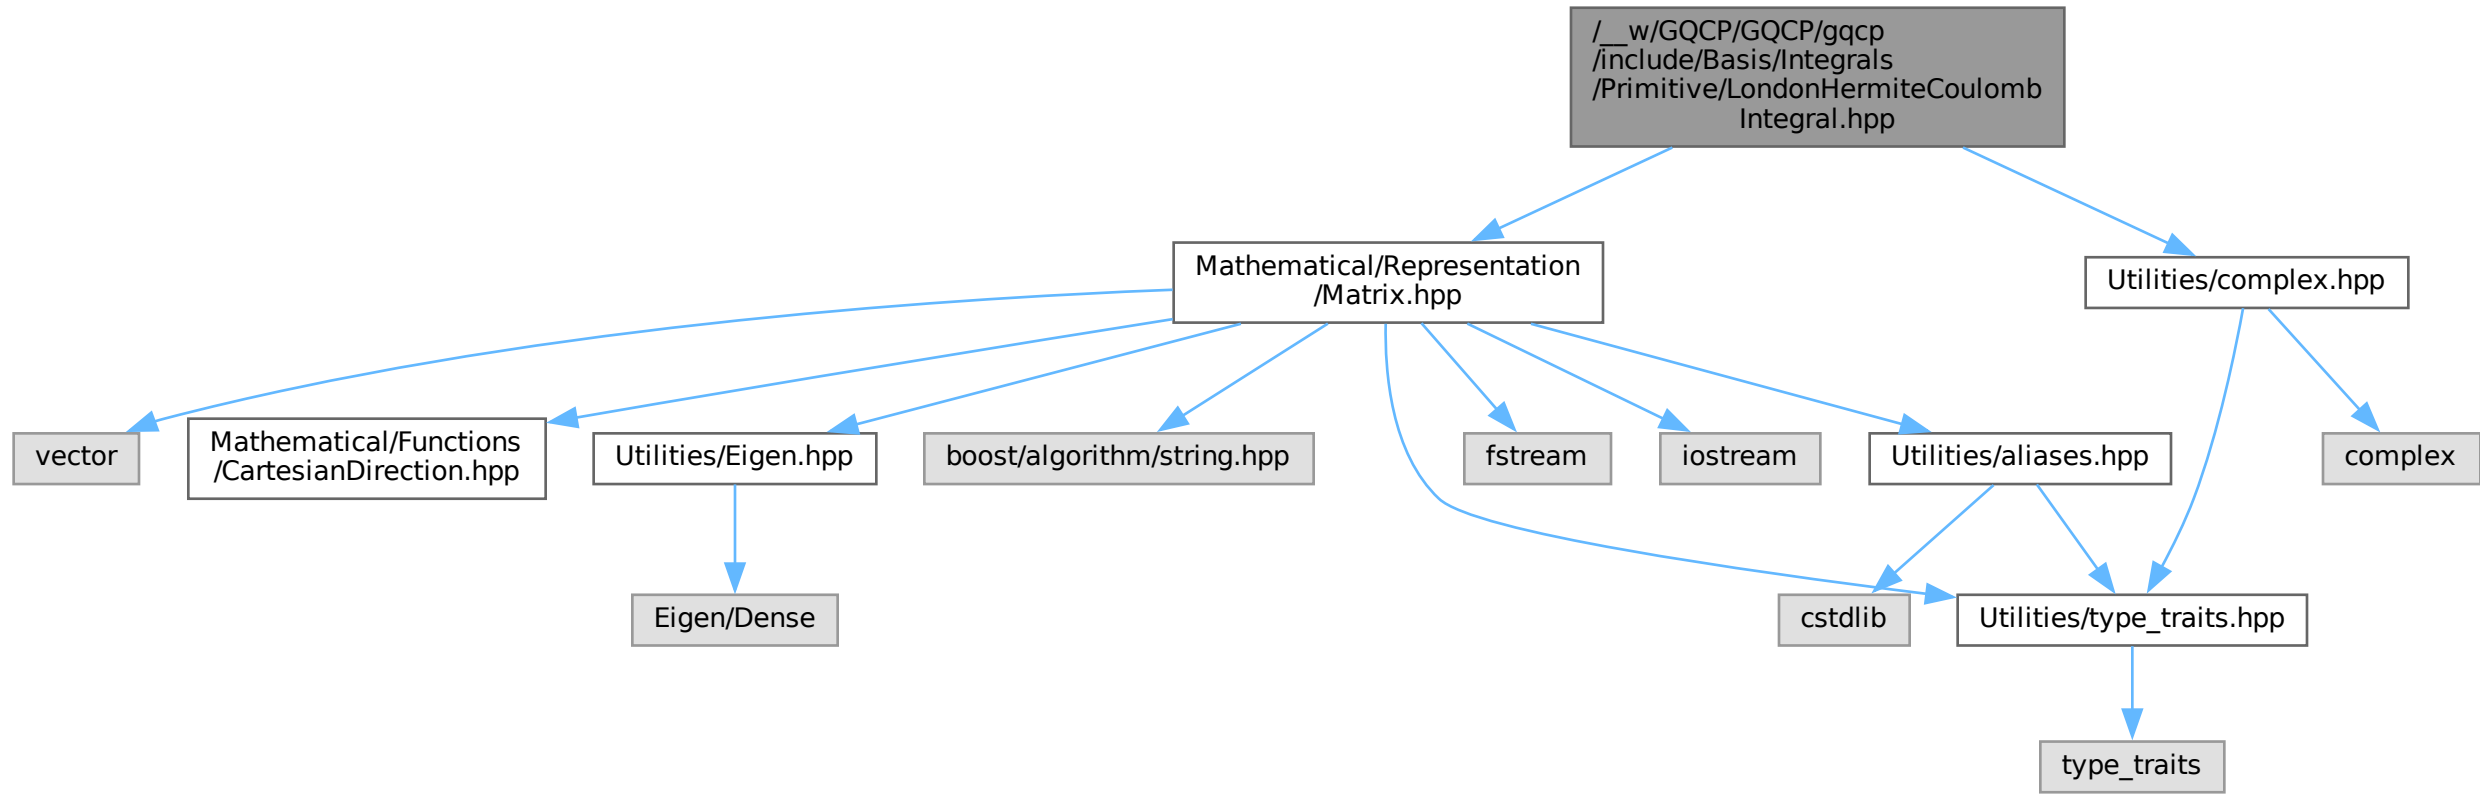 /__w/GQCP/GQCP/gqcp
/include/Basis/Integrals
/Primitive/LondonHermiteCoulomb
Integral.hpp
Mathematical/Representation
/Matrix.hpp
Utilities/complex.hpp
vector
Mathematical/Functions
/CartesianDirection.hpp
Utilities/Eigen.hpp
boost/algorithm/string.hpp
fstream
iostream
Utilities/aliases.hpp
complex
Eigen/Dense
cstdlib
Utilities/type_traits.hpp
type_traits